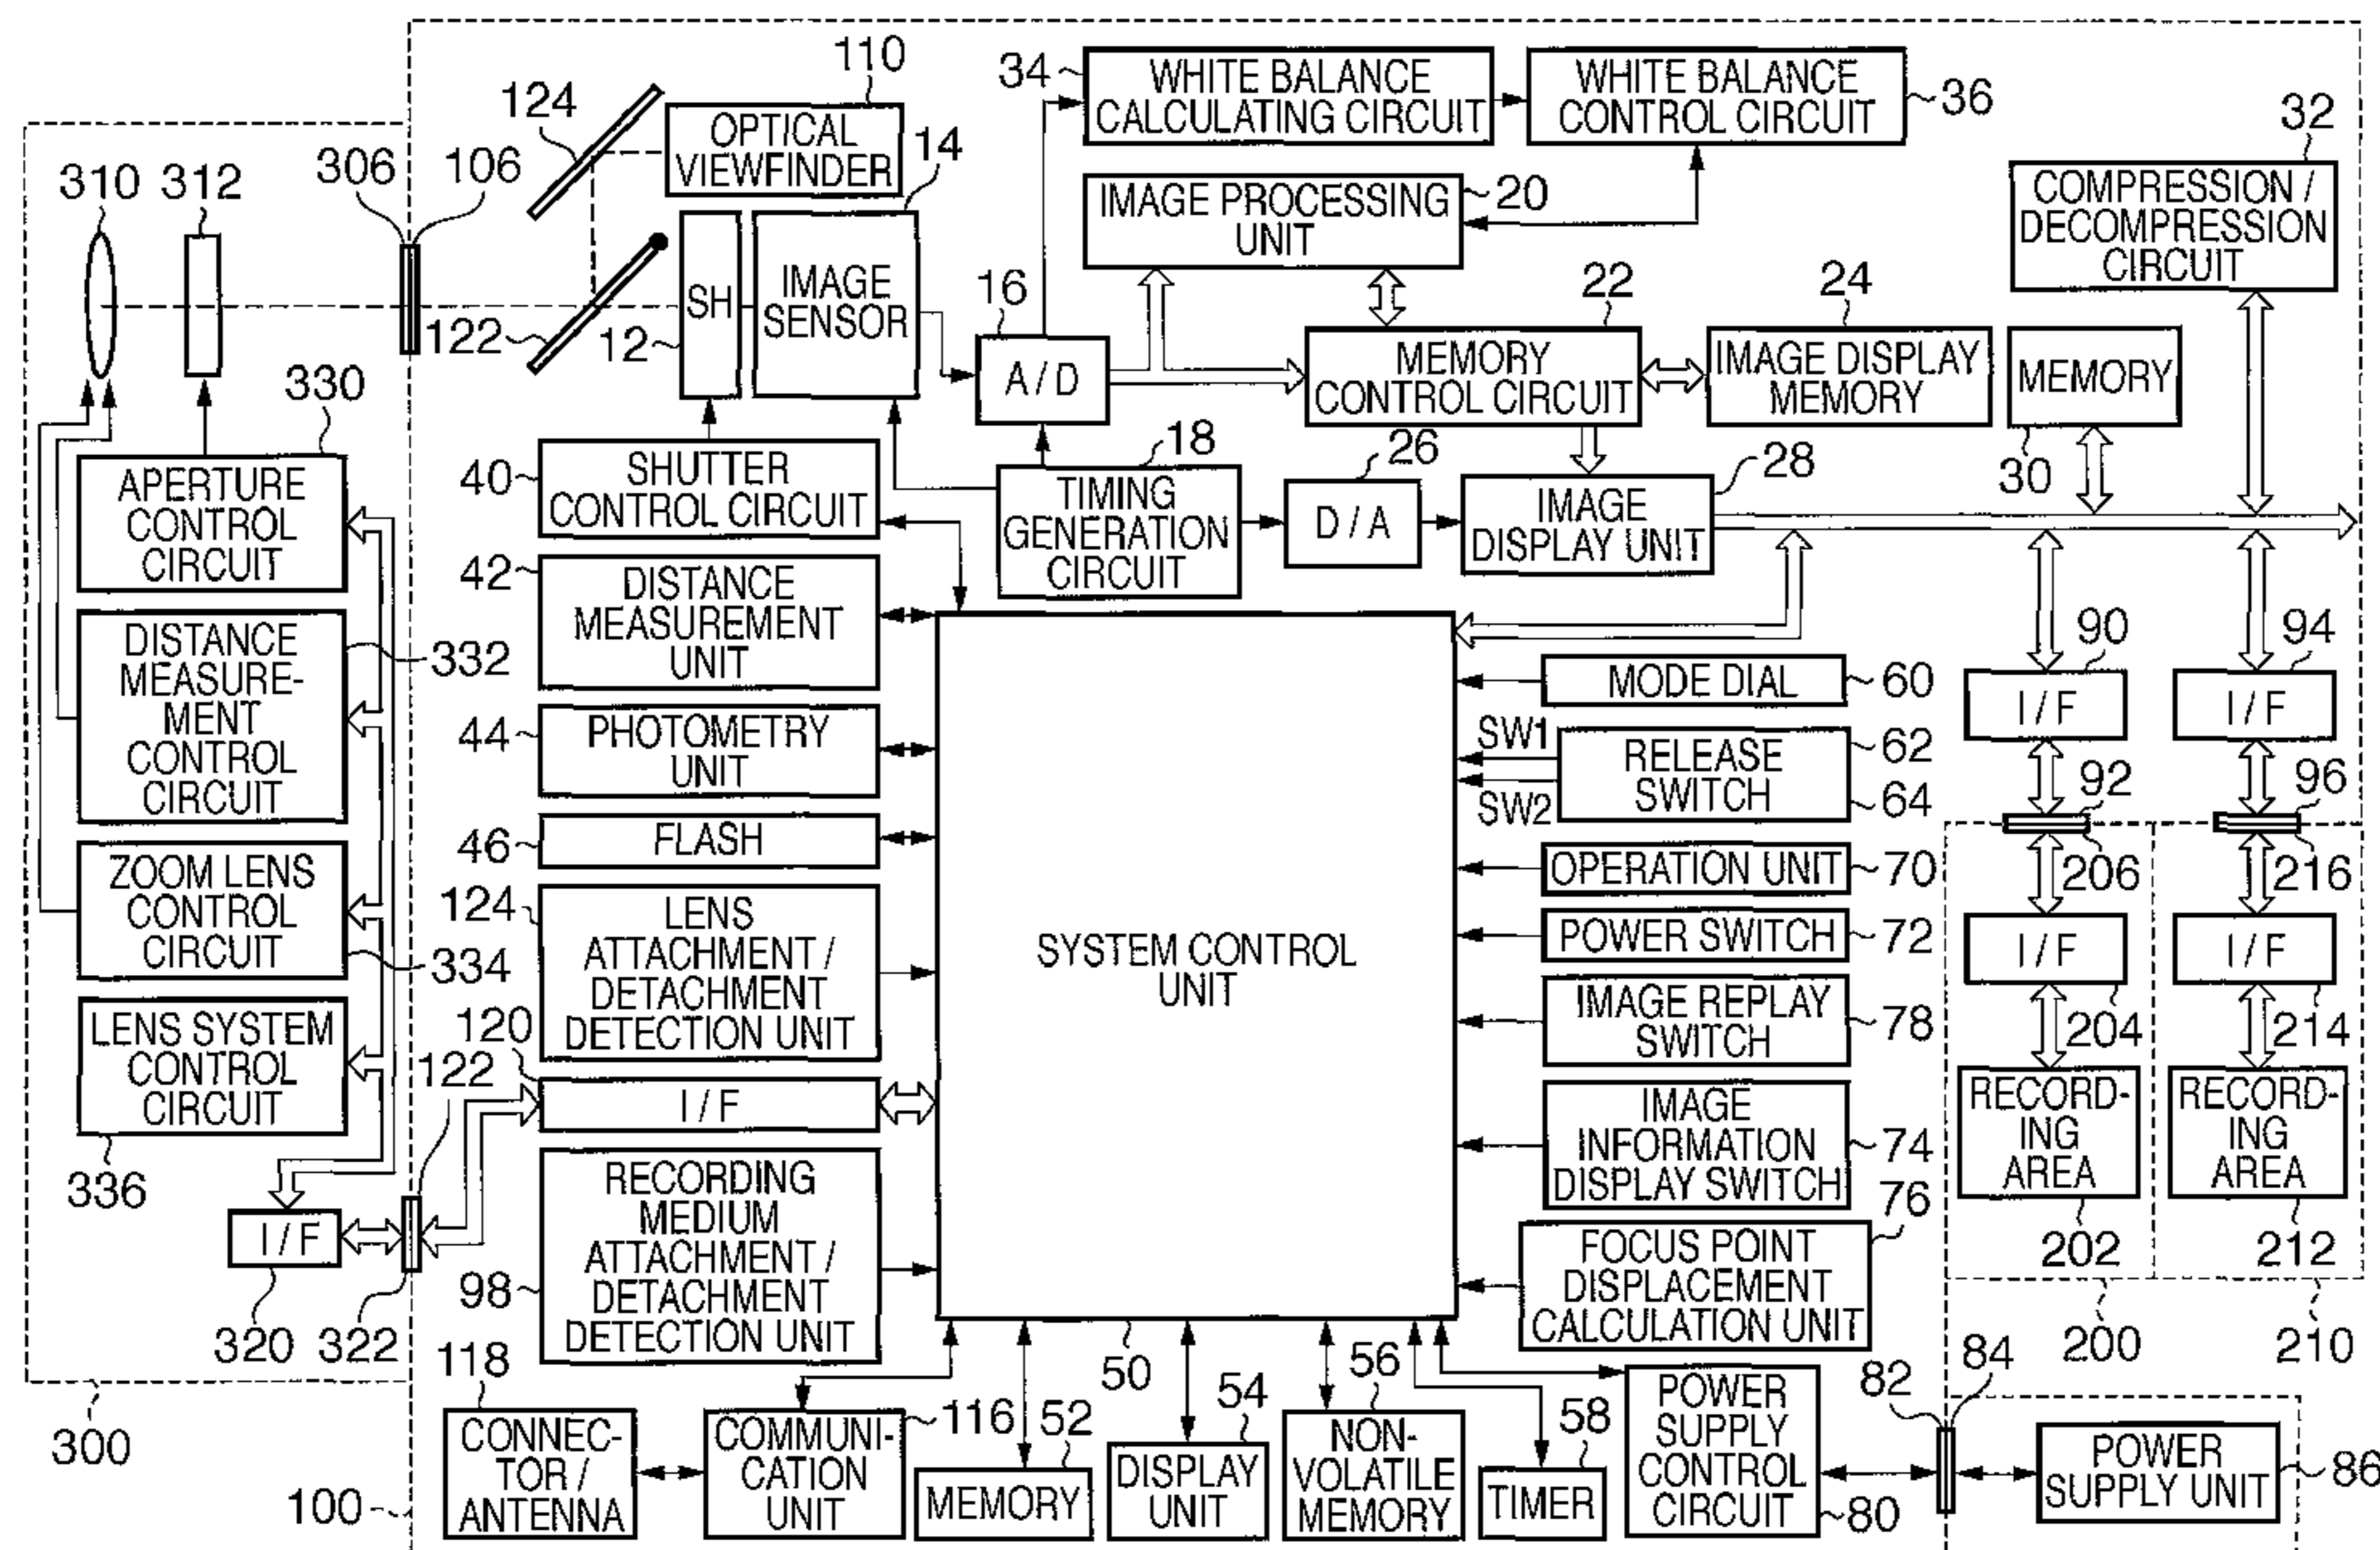 110
34
WHITE BALANCE
CALCULATING CIRCUIT
WHITE BALANCE
CONTROL CIRCUIT
36
124
OPTICAL
VIEWFINDER
14
32
310
312
306
106
IMAGE PROCESSING
UNIT
20
COMPRESSION /
DECOMPRESSION
CIRCUIT
122
12
SH
IMAGE
SENSOR
16
A / D
22
MEMORY
CONTROL CIRCUIT
24
IMAGE DISPLAY
MEMORY
MEMORY
30
330
APERTURE
CONTROL
CIRCUIT
40
SHUTTER
CONTROL CIRCUIT
18
TIMING
GENERATION
CIRCUIT
26
D / A
28
IMAGE
DISPLAY UNIT
DISTANCE
MEASURE-
MENT
CONTROL
CIRCUIT
332
42
DISTANCE
MEASUREMENT
UNIT
44
PHOTOMETRY
UNIT
46
FLASH
ZOOM LENS
CONTROL
CIRCUIT
334
124
LENS
ATTACHMENT /
DETACHMENT
DETECTION UNIT
LENS SYSTEM
CONTROL
CIRCUIT
336
120
122
I / F
I / F
320
322
98
RECORDING
MEDIUM
ATTACHMENT /
DETACHMENT
DETECTION UNIT
300
100
SYSTEM CONTROL
UNIT
50
MODE DIAL
60
SW1
SW2
RELEASE
SWITCH
62
64
OPERATION UNIT
70
POWER SWITCH
72
IMAGE REPLAY
SWITCH
78
IMAGE
INFORMATION
DISPLAY SWITCH
74
76
FOCUS POINT
DISPLACEMENT
CALCULATION UNIT
90
I / F
92
206
I / F
204
RECORD-
ING
AREA
202
200
94
I / F
96
216
I / F
214
RECORD-
ING
AREA
212
210
118
CONNEC-
TOR /
ANTENNA
COMMUNI-
CATION
UNIT
116
52
MEMORY
54
DISPLAY
UNIT
56
NON-
VOLATILE
MEMORY
58
TIMER
POWER
SUPPLY
CONTROL
CIRCUIT
80
82
84
POWER
SUPPLY UNIT
86